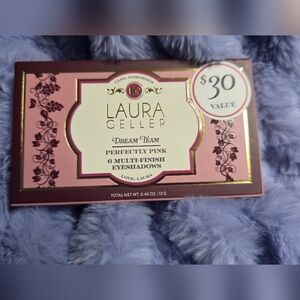 LAURA
GELLER
DREAM TEAM
PERFECTLY PINK
6 MULTI-FINISH
EYESHADOWS
LOVE, LAURA
TOTAL NET WT. 0.46 OZ / 13 G
$30
VALUE